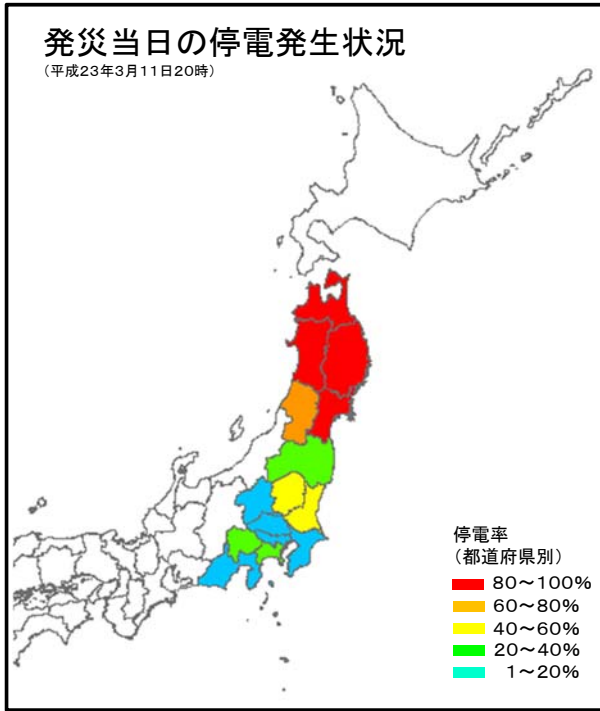 発災当日の停電発生状況
（平成23年3月11日20時）
停電率
（都道府県別）
80～100%
60～80%
40～60%
20～40%
1～20%